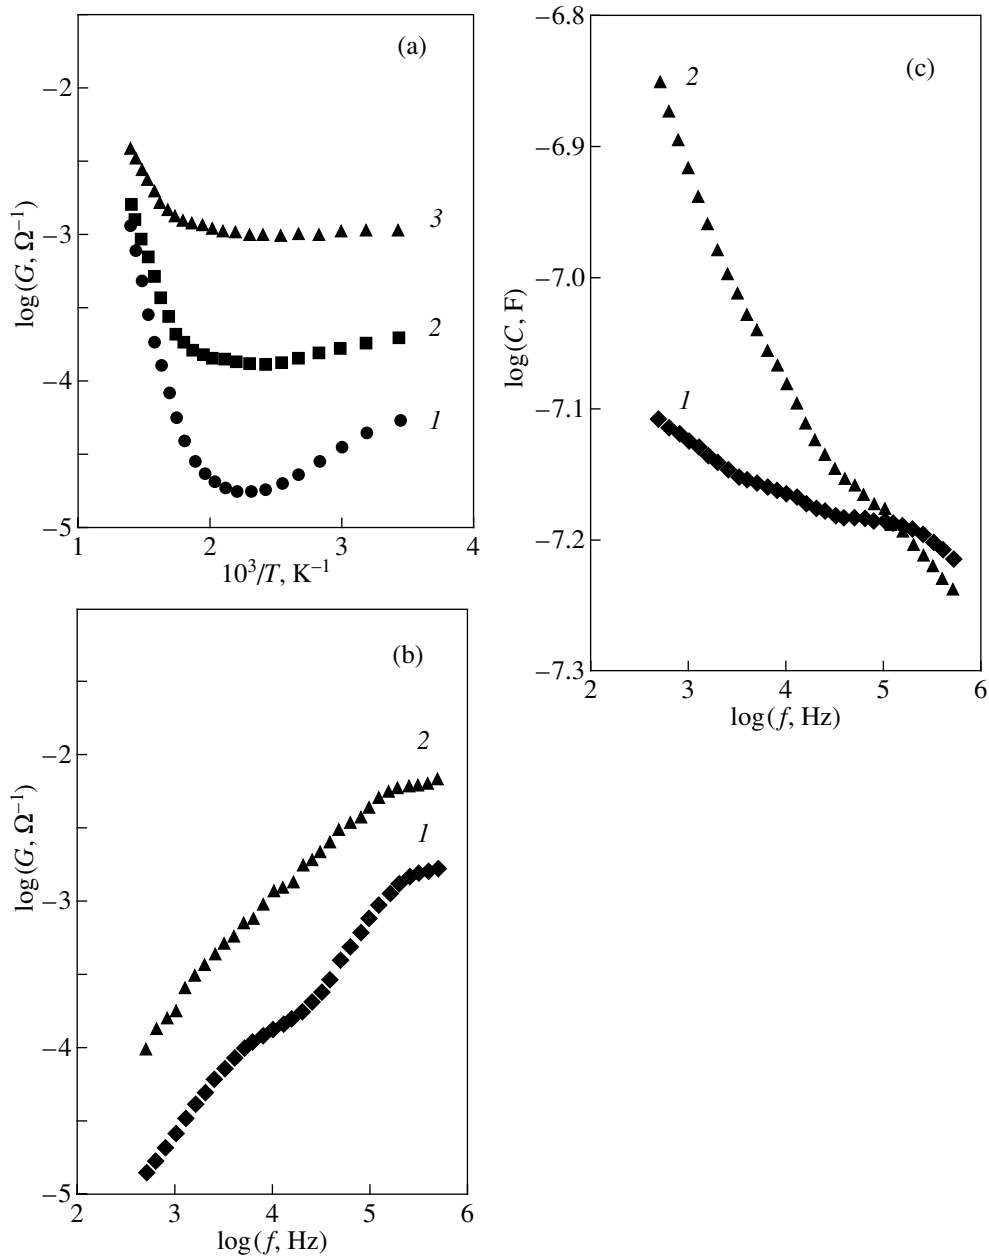 (a)
−2
−3
−4
−5
log(G, Ω⁻¹)
3
2
1
1 2 3 4
10³/T, K⁻¹
(b)
−2
−3
−4
−5
log(G, Ω⁻¹)
2
1
2 3 4 5 6
log(f, Hz)
(c)
−6.8
−6.9
−7.0
−7.1
−7.2
−7.3
log(C, F)
2
1
2 3 4 5 6
log(f, Hz)